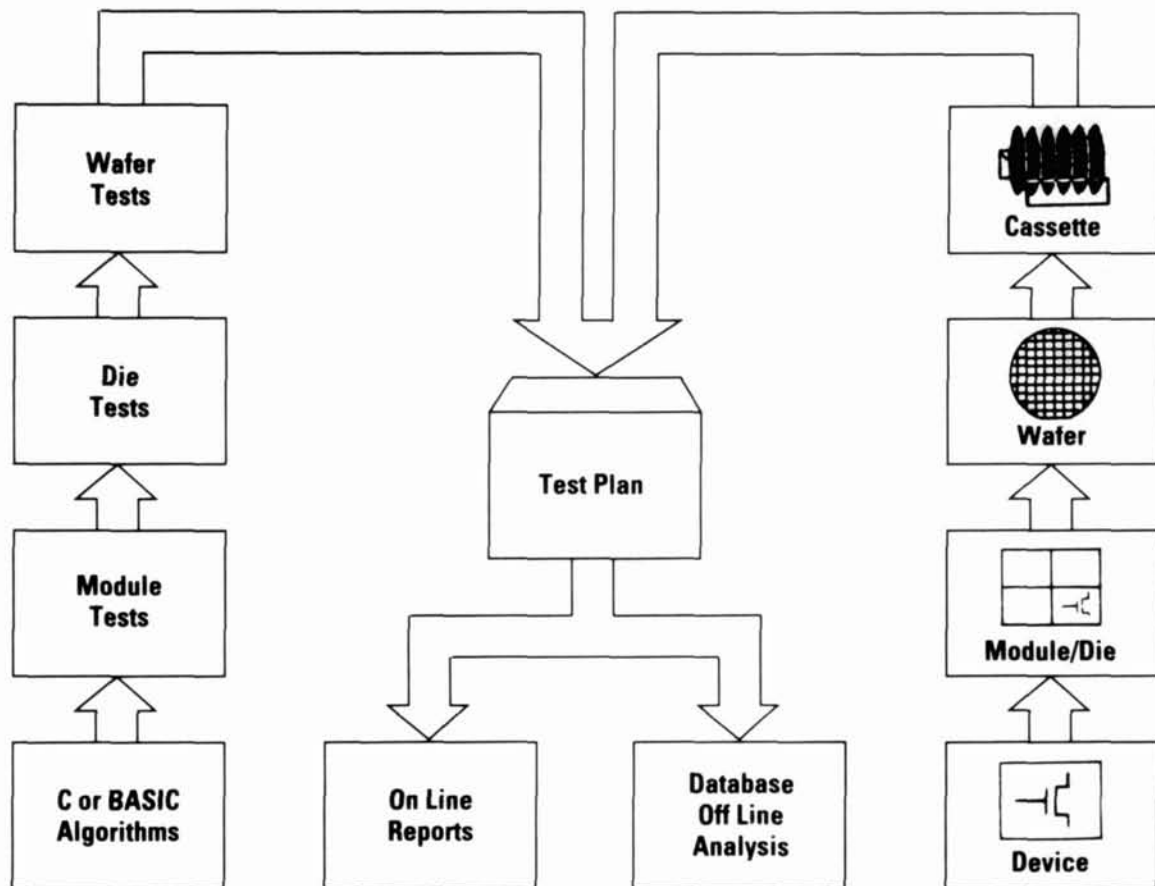 Wafer
Tests
Cassette
Die
Tests
Wafer
Test Plan
Module
Tests
Module/Die
C or BASIC
Algorithms
On Line
Reports
Database
Off Line
Analysis
Device